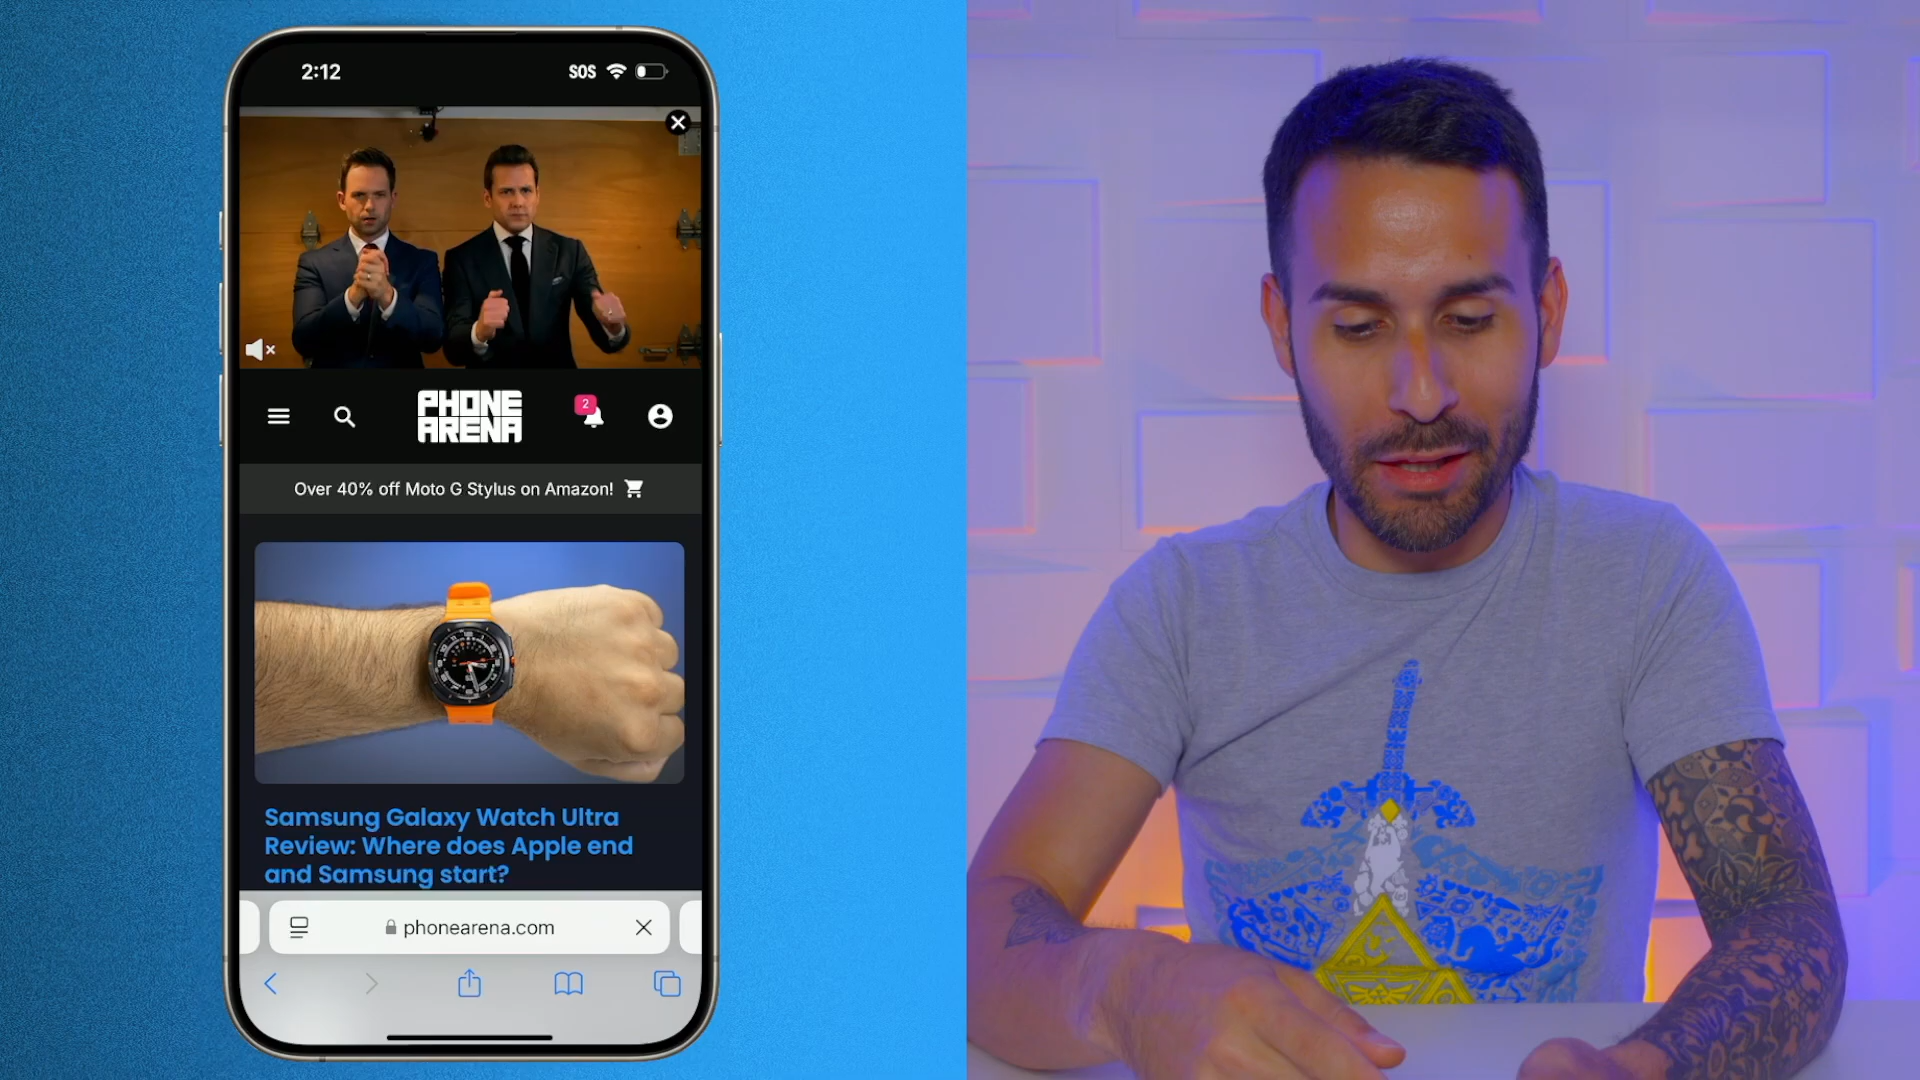 2:12
SOS
PHONE
ARENA
2
Over 40% off Moto G Stylus on Amazon!
Samsung Galaxy Watch Ultra
Review: Where does Apple end
and Samsung start?
phonearena.com